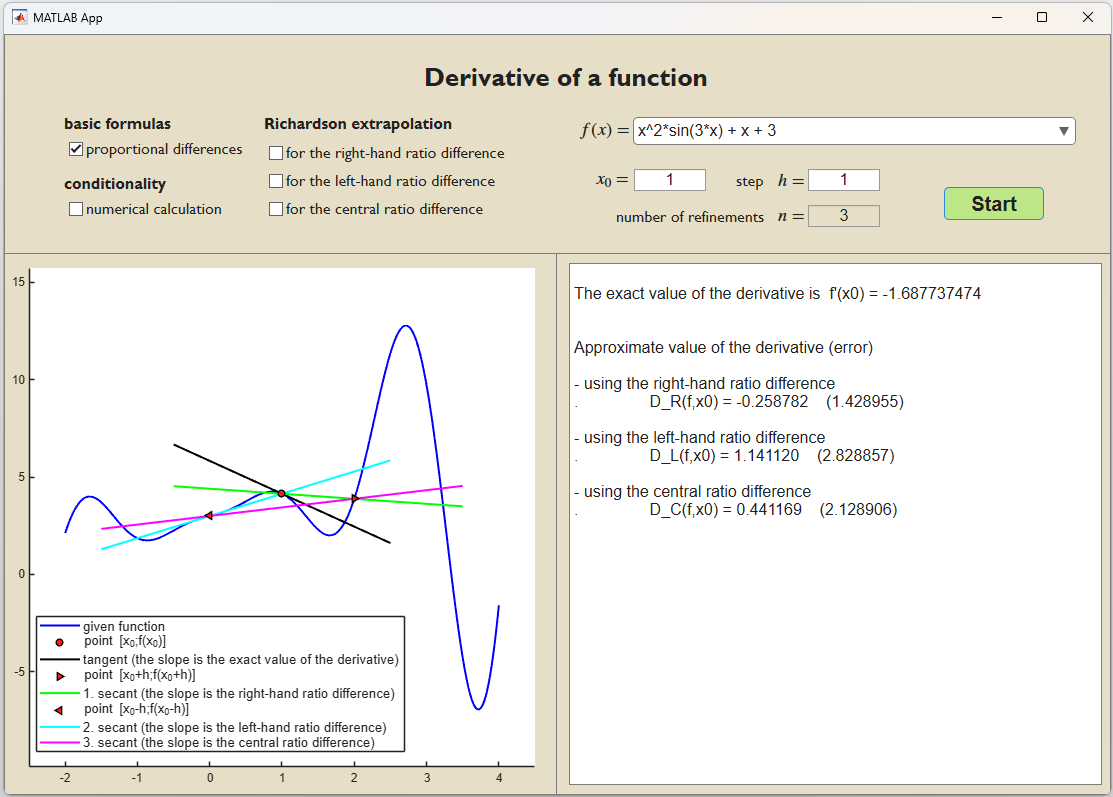 MATLAB App
Derivative of a function
basic formulas
proportional differences
conditionality
numerical calculation
Richardson extrapolation
for the right-hand ratio difference
for the left-hand ratio difference
for the central ratio difference
f(x) = x^2*sin(3*x) + x + 3
x₀ = 1 step h = 1
number of refinements n = 3
Start
15
10
5
0
-5
-2 -1 0 1 2 3 4
given function
point [x₀;f(x₀)]
tangent (the slope is the exact value of the derivative)
point [x₀+h;f(x₀+h)]
1. secant (the slope is the right-hand ratio difference)
point [x₀-h;f(x₀-h)]
2. secant (the slope is the left-hand ratio difference)
3. secant (the slope is the central ratio difference)
The exact value of the derivative is f'(x0) = -1.687737474
Approximate value of the derivative (error)
- using the right-hand ratio difference
. D_R(f,x0) = -0.258782 (1.428955)
- using the left-hand ratio difference
. D_L(f,x0) = 1.141120 (2.828857)
- using the central ratio difference
. D_C(f,x0) = 0.441169 (2.128906)